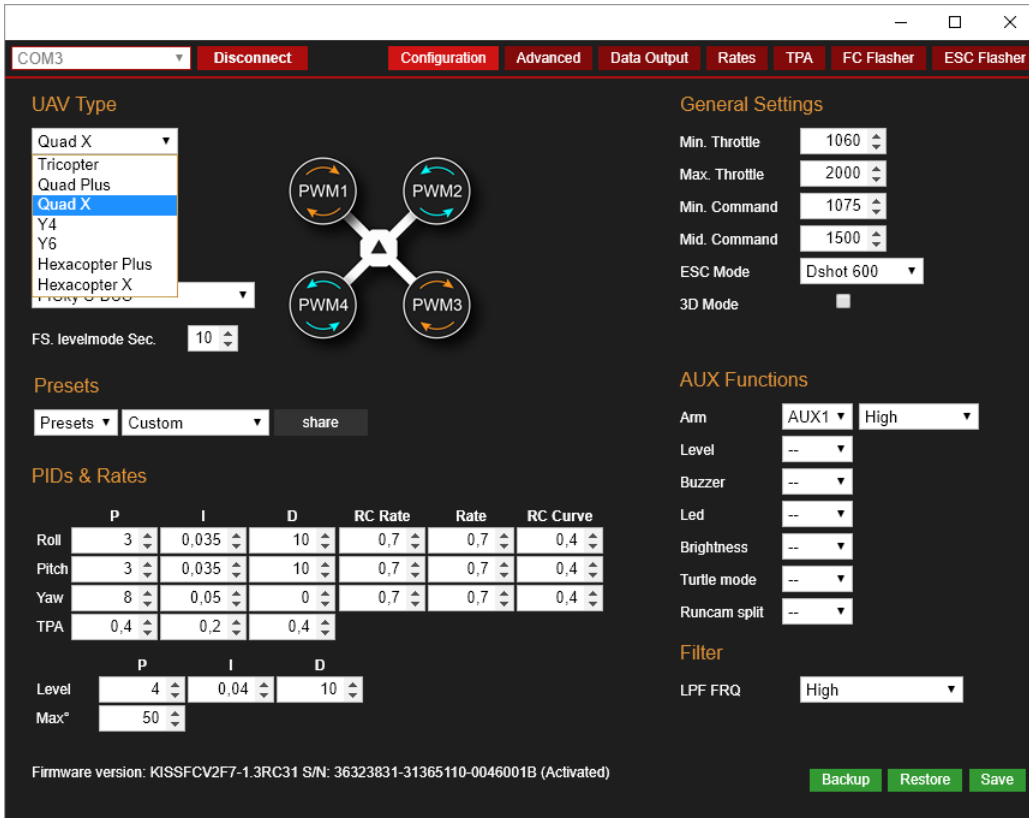 COM3 Disconnect Configuration Advanced Data Output Rates TPA FC Flasher ESC Flasher
UAV Type
Quad X
Tricopter
Quad Plus
Quad X
Y4
Y6
Hexacopter Plus
Hexacopter X
FS. levelmode Sec. 10
PWM1 PWM2
PWM4 PWM3
General Settings
Min. Throttle 1060
Max. Throttle 2000
Min. Command 1075
Mid. Command 1500
ESC Mode Dshot 600
3D Mode
Presets
Presets Custom share
AUX Functions
Arm AUX1 High
Level --
Buzzer --
Led --
Brightness --
Turtle mode --
Runcam split --
PIDs & Rates
P I D RC Rate Rate RC Curve
Roll 3 0,035 10 0,7 0,7 0,4
Pitch 3 0,035 10 0,7 0,7 0,4
Yaw 8 0,05 0 0,7 0,7 0,4
TPA 0,4 0,2 0,4
P I D
Level 4 0,04 10
Max° 50
Filter
LPF FRQ High
Firmware version: KISSFCV2F7-1.3RC31 S/N: 36323831-31365110-0046001B (Activated)
Backup Restore Save